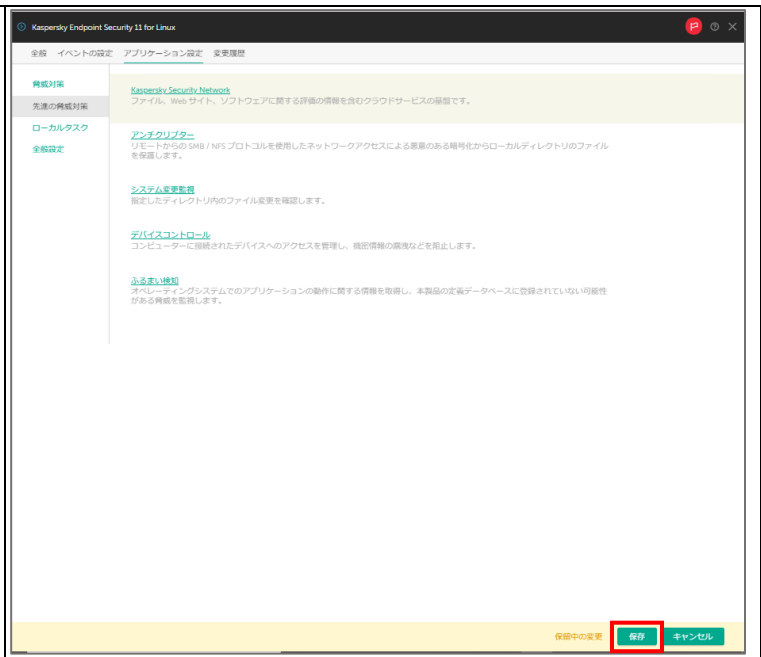 Kaspersky Endpoint Security 11 for Linux
全般 イベントの設定 アプリケーション設定 変更履歴
脅威対策
先進の脅威対策
ローカルタスク
全般設定
Kaspersky Security Network
ファイル、Web サイト、ソフトウェアに関する評価の情報を含むクラウドサービスの基盤です。
アンチクリプター
リモートからの SMB / NFS プロトコルを使用したネットワークアクセスによる悪意のある暗号化からローカルディレクトリのファイル
を保護します。
システム変更監視
指定したディレクトリ内のファイル変更を確認します。
デバイスコントロール
コンピューターに接続されたデバイスへのアクセスを管理し、機密情報の漏洩などを阻止します。
ふるまい検知
オペレーティングシステムでのアプリケーションの動作に関する情報を取得し、本製品の定義データベースに登録されていない可能性
がある脅威を監視します。
保留中の変更 保存 キャンセル